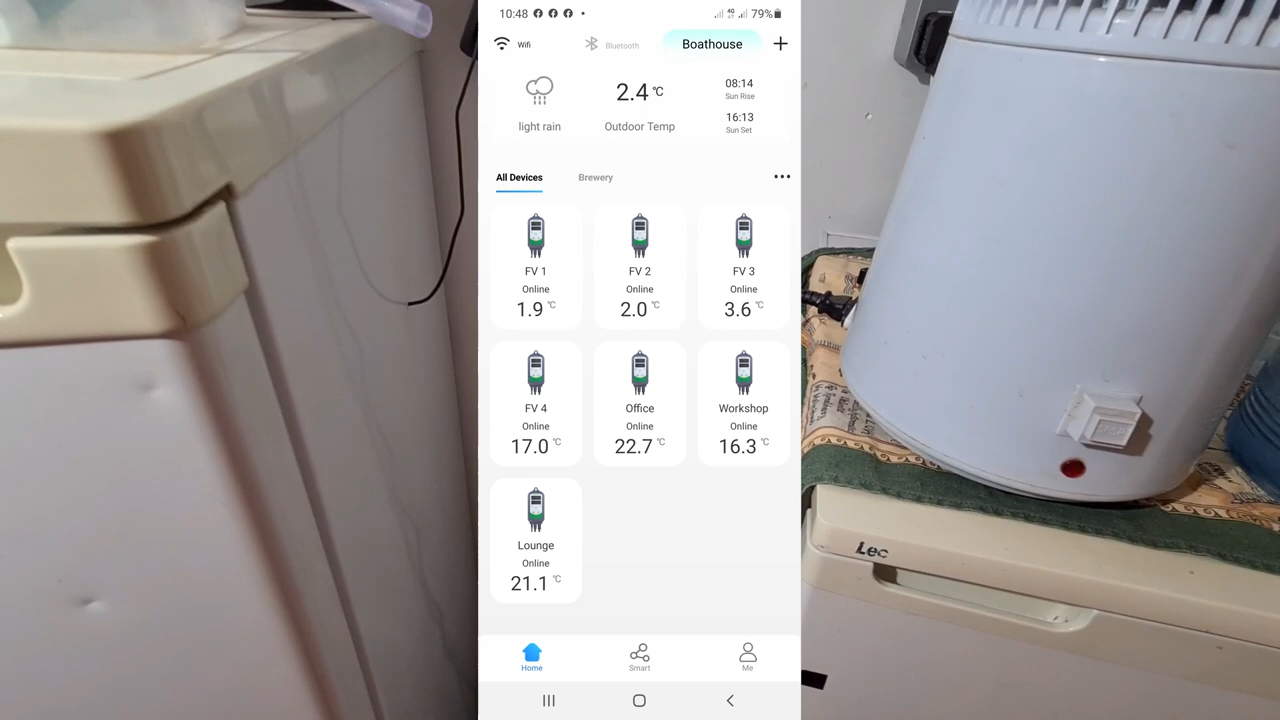 10:48
79%
Wifi
Bluetooth
Boathouse
2.4 °C
08:14
Sun Rise
light rain
Outdoor Temp
16:13
Sun Set
All Devices
Brewery
FV 1
Online
1.9 °C
FV 2
Online
2.0 °C
FV 3
Online
3.6 °C
FV 4
Online
17.0 °C
Office
Online
22.7 °C
Workshop
Online
16.3 °C
Lounge
Online
21.1 °C
Home
Smart
Me
Lec